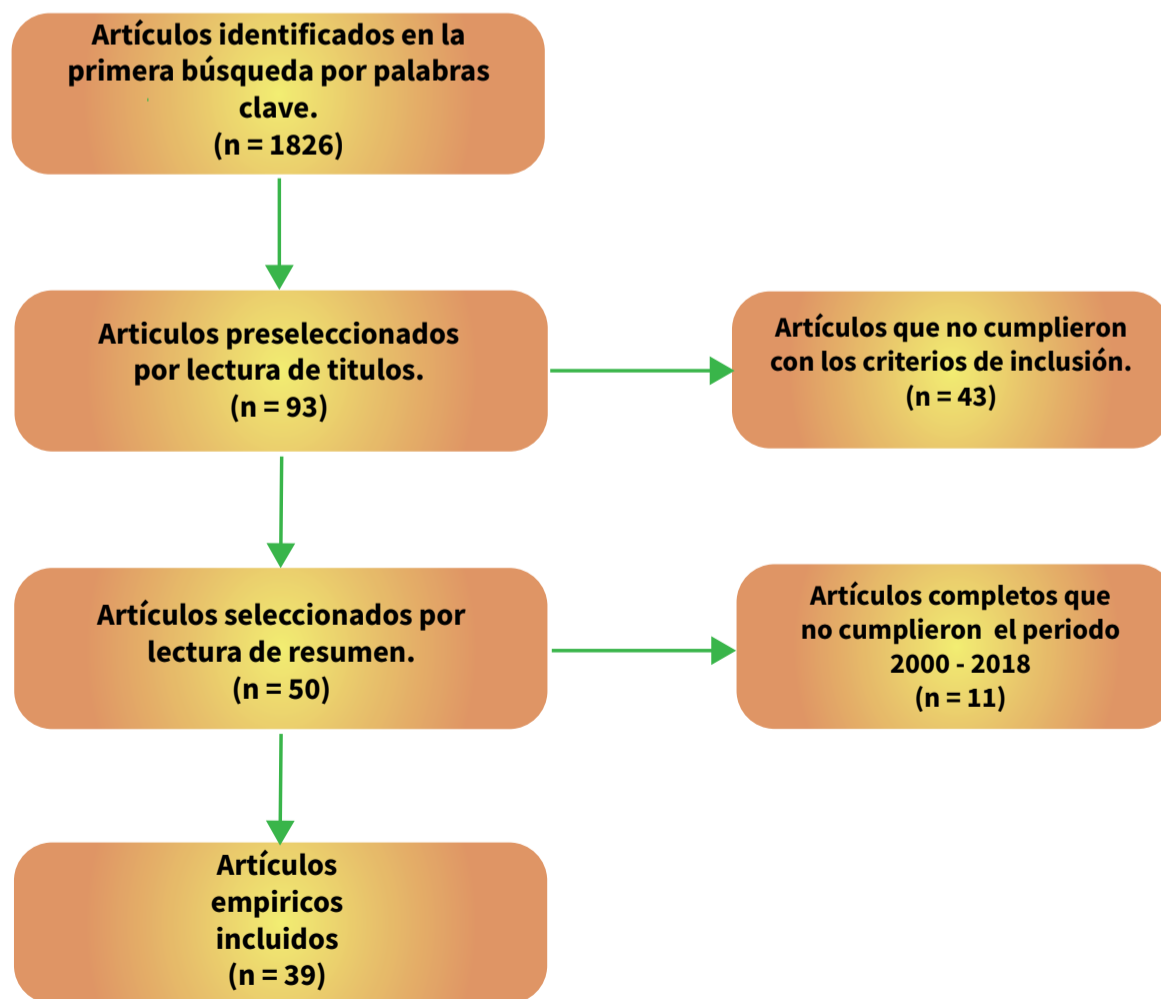 Artículos identificados en la
primera búsqueda por palabras
clave.
(n = 1826)
Articulos preseleccionados
por lectura de titulos.
(n = 93)
Artículos que no cumplieron
con los criterios de inclusión.
(n = 43)
Artículos seleccionados por
lectura de resumen.
(n = 50)
Artículos completos que
no cumplieron el periodo
2000 - 2018
(n = 11)
Artículos
empiricos
incluidos
(n = 39)